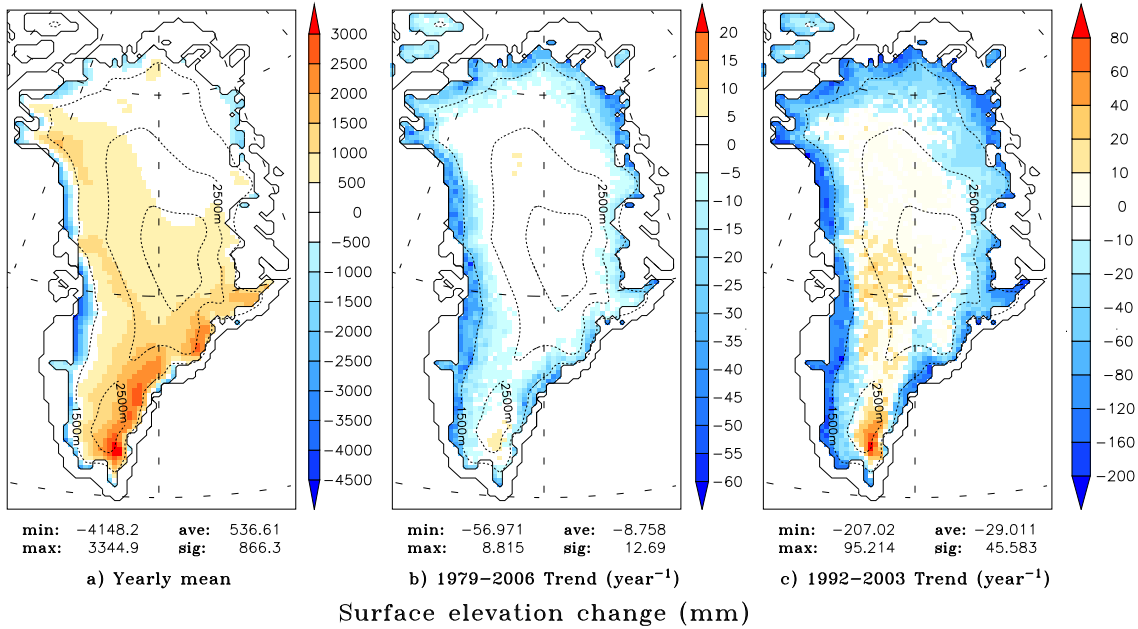 3000
2500
2000
1500
1000
500
0
−500
−1000
−1500
−2000
−2500
−3000
−3500
−4000
−4500
2500m
2500m
1500m
min: −4148.2 ave: 536.61
max: 3344.9 sig: 866.3
a) Yearly mean
20
15
10
5
0
−5
−10
−15
−20
−25
−30
−35
−40
−45
−50
−55
−60
2500m
2500m
1500m
min: −56.971 ave: −8.758
max: 8.815 sig: 12.69
b) 1979−2006 Trend (year⁻¹)
80
60
40
20
10
0
−10
−20
−40
−60
−80
−120
−160
−200
2500m
2500m
1500m
min: −207.02 ave: −29.011
max: 95.214 sig: 45.583
c) 1992−2003 Trend (year⁻¹)
Surface elevation change (mm)